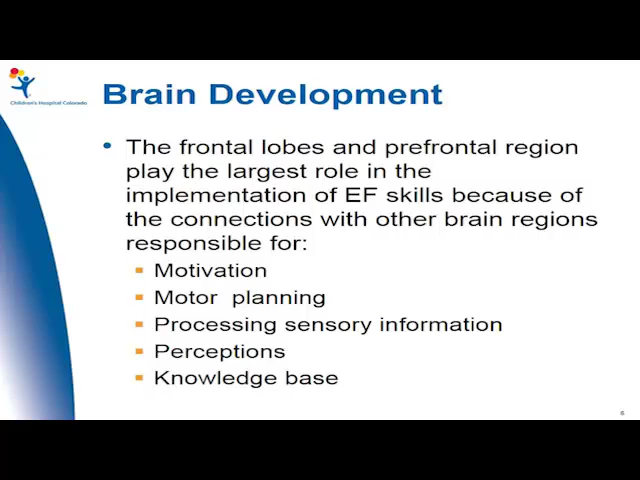 Children's Hospital Colorado
Brain Development
• The frontal lobes and prefrontal region
play the largest role in the
implementation of EF skills because of
the connections with other brain regions
responsible for:
Motivation
Motor planning
Processing sensory information
Perceptions
Knowledge base
6